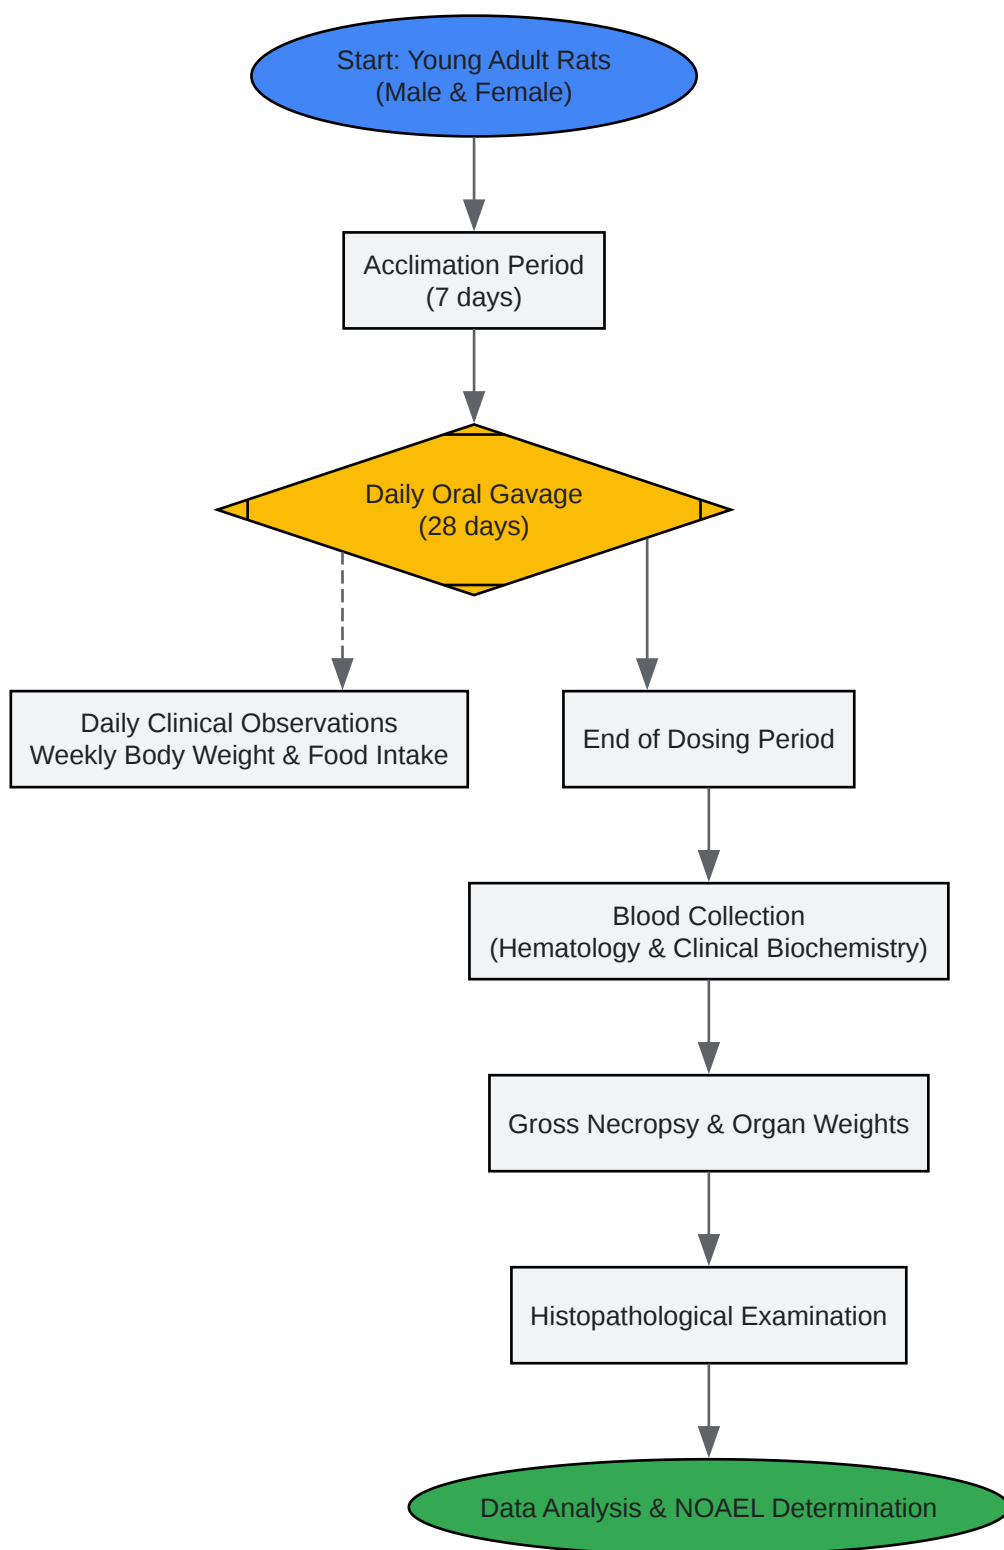 Start: Young Adult Rats
(Male & Female)
Acclimation Period
(7 days)
Daily Oral Gavage
(28 days)
Daily Clinical Observations
Weekly Body Weight & Food Intake
End of Dosing Period
Blood Collection
(Hematology & Clinical Biochemistry)
Gross Necropsy & Organ Weights
Histopathological Examination
Data Analysis & NOAEL Determination